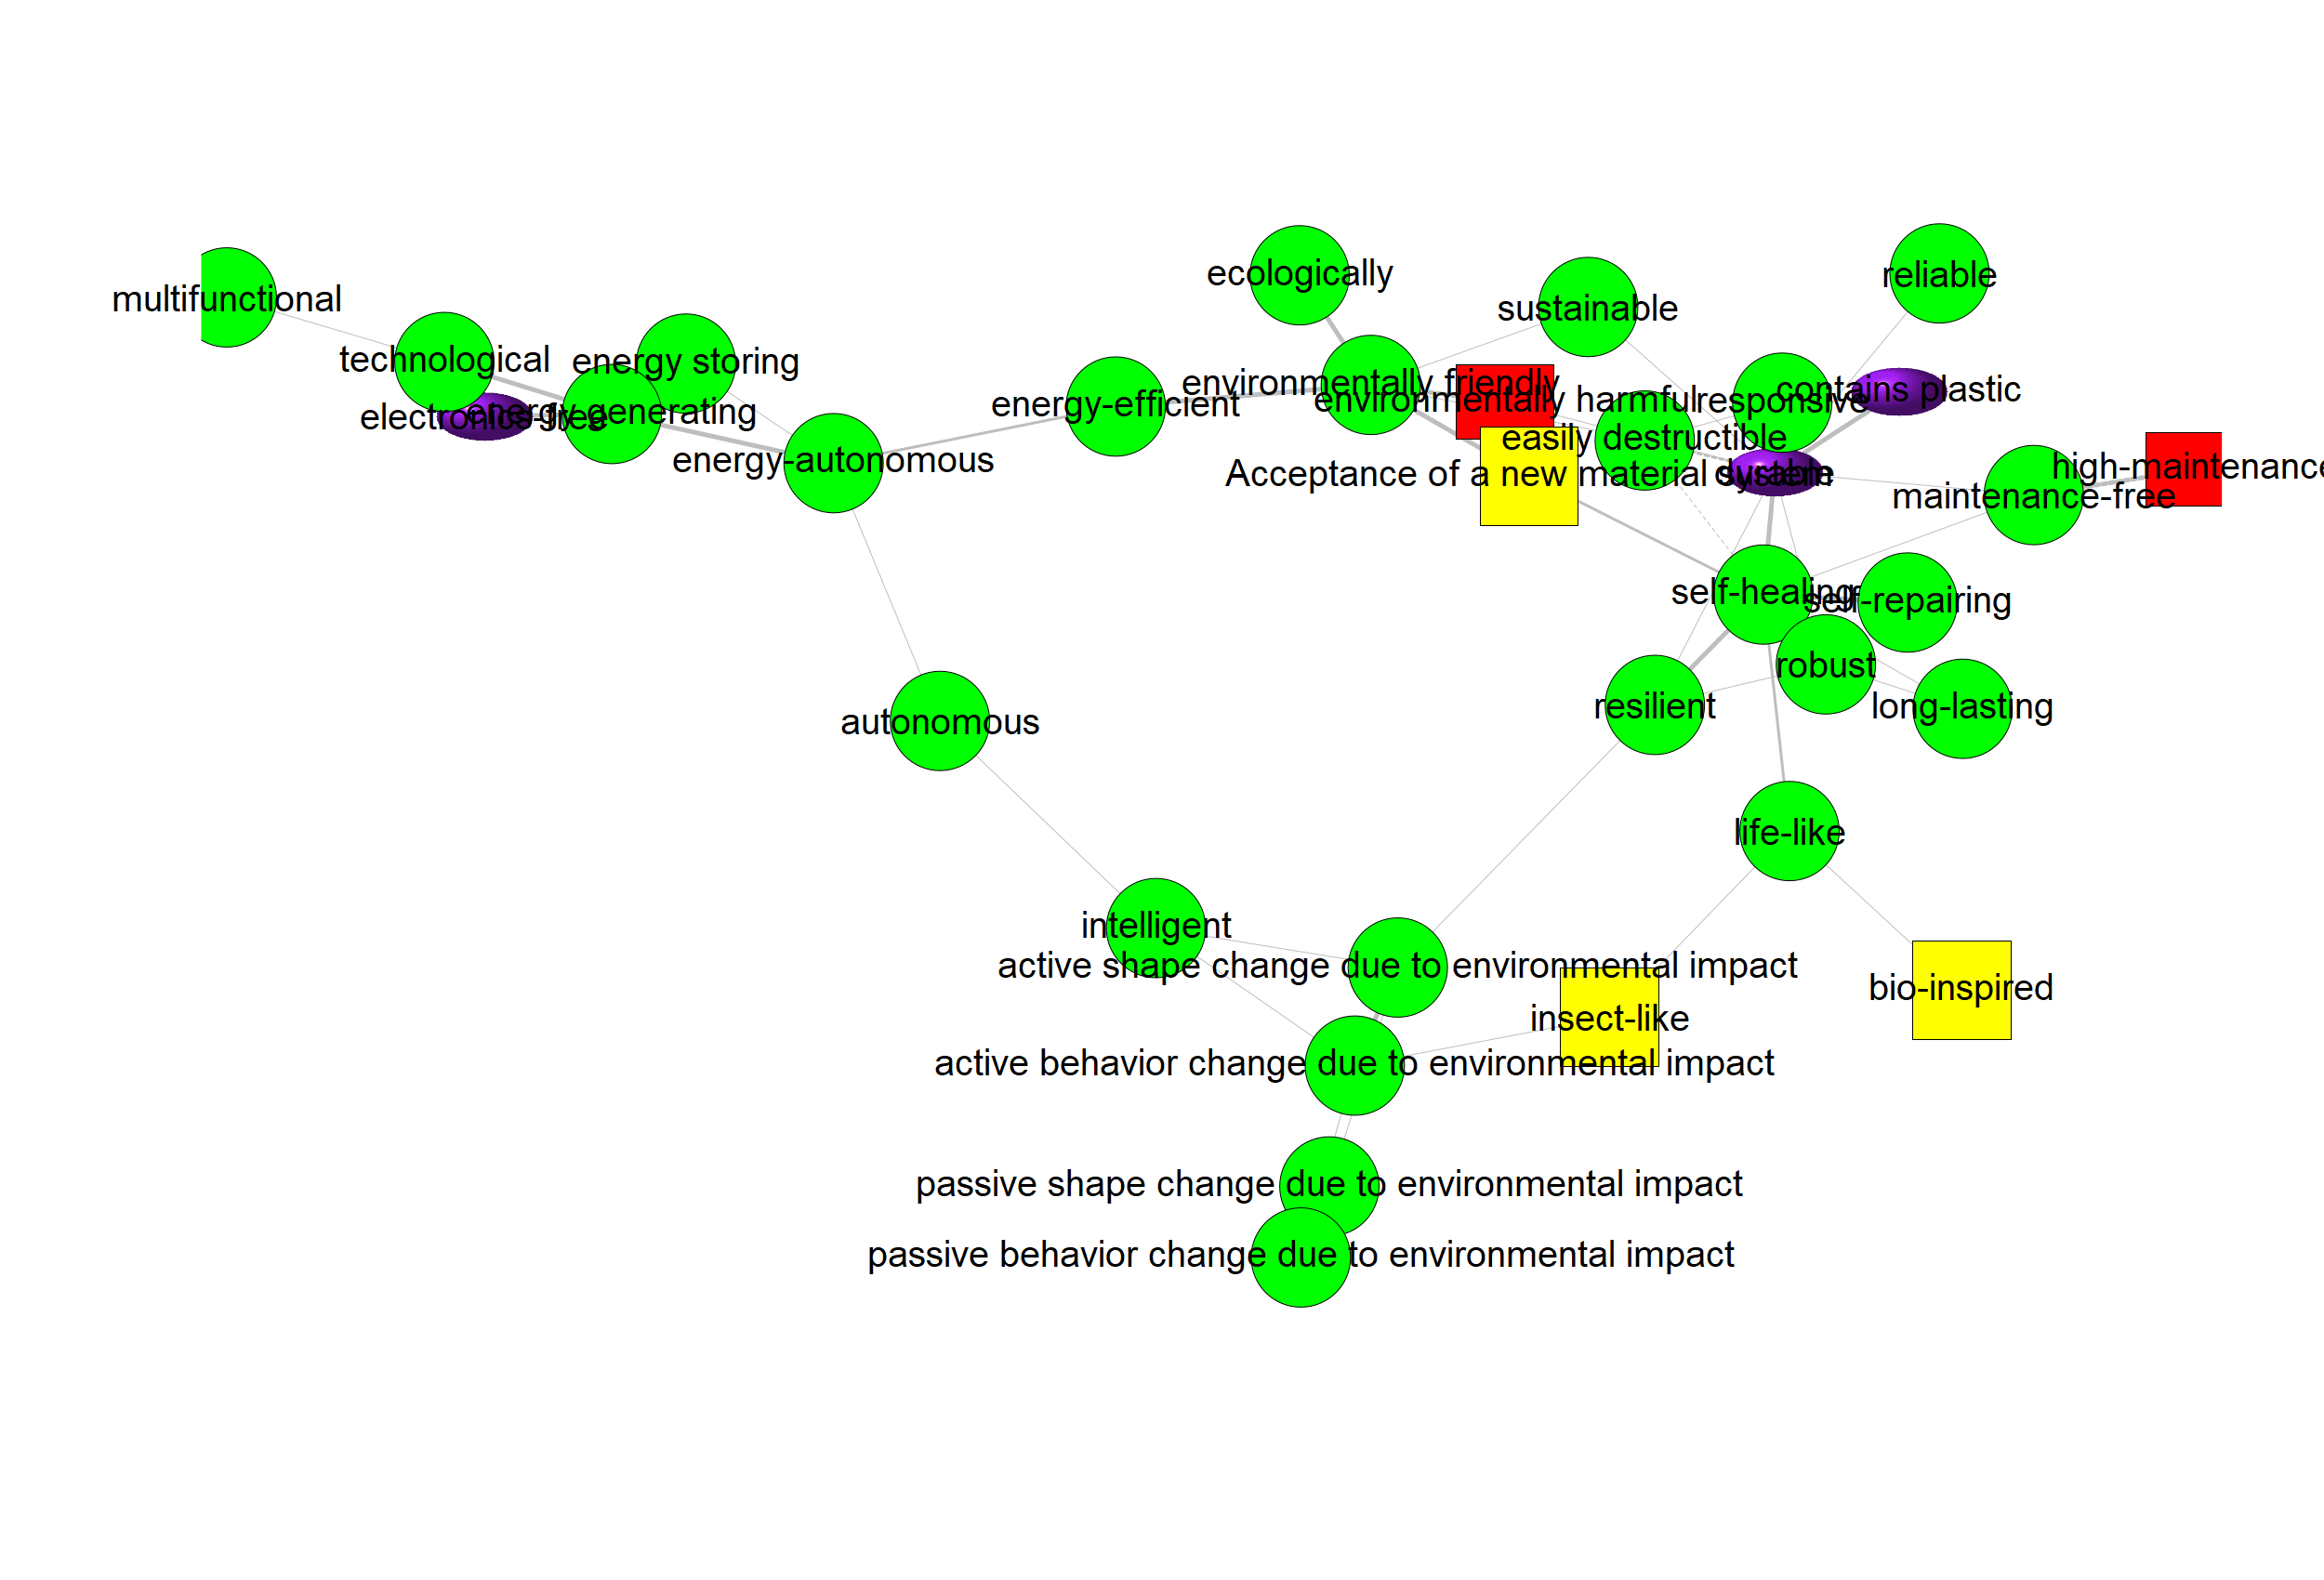 ecologically
reliable
multifunctional
sustainable
technological
energy storing
environmentally friendly
contains plastic
environmentally harmful
responsive
energy-efficient
energy generating
electronics-free
easily destructible
energy-autonomous
high-maintenance
Acceptance of a new material system
durable
maintenance-free
self-healing
self-repairing
robust
resilient
long-lasting
autonomous
life-like
intelligent
active shape change due to environmental impact
bio-inspired
insect-like
active behavior change due to environmental impact
passive shape change due to environmental impact
passive behavior change due to environmental impact